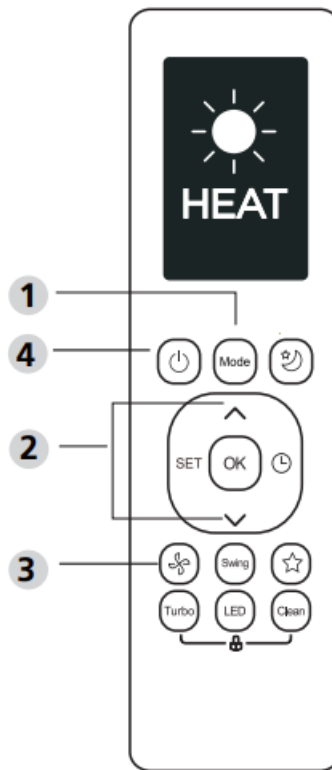 HEAT
1
4
Mode
2
SET OK
3
Swing
Turbo LED Clean